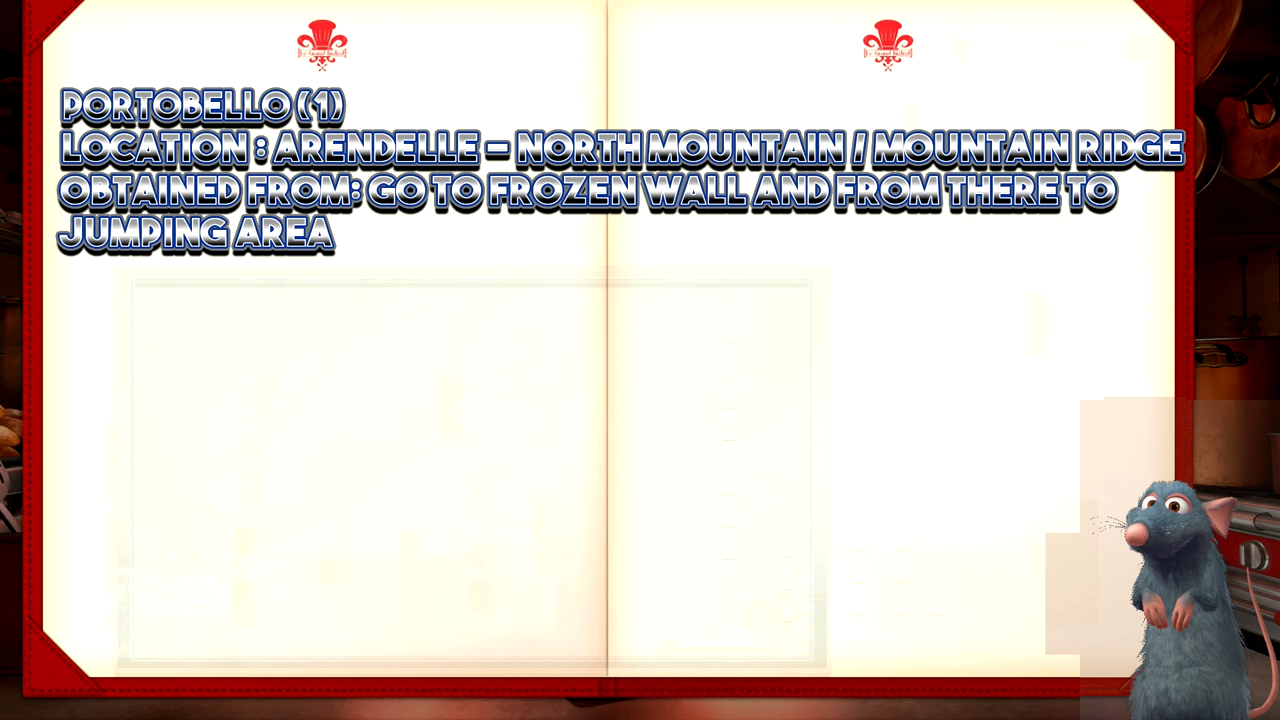 PORTOBELLO (1)
LOCATION : ARENDELLE - NORTH MOUNTAIN / MOUNTAIN RIDGE
OBTAINED FROM: GO TO FROZEN WALL AND FROM THERE TO
JUMPING AREA